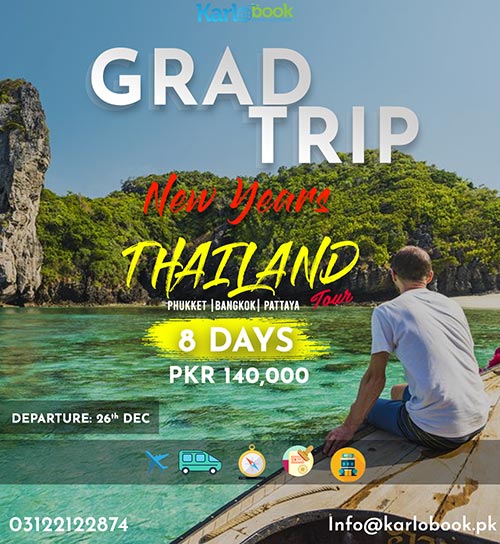 Karlobook
GRAD
TRIP
New Years
THAILAND
PHUKKET |BANGKOK| PATTAYA
Tour
8 DAYS
PKR 140,000
DEPARTURE: 26th DEC
03122122874
Info@karlobook.pk